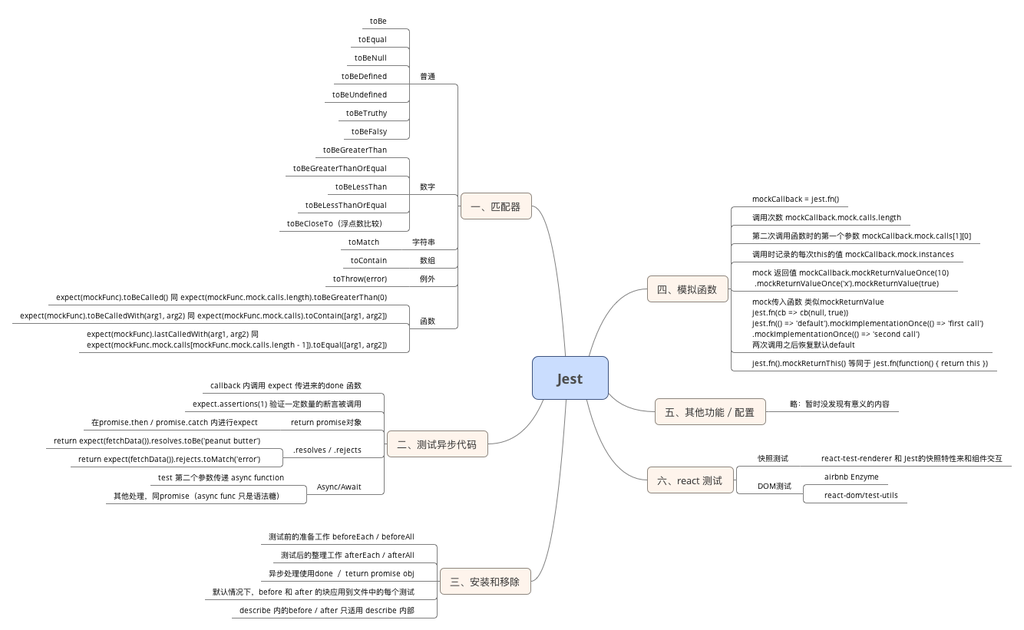 Jest
一、匹配器
普通
toBe
toEqual
toBeNull
toBeDefined
toBeUndefined
toBeTruthy
toBeFalsy
数字
toBeGreaterThan
toBeGreaterThanOrEqual
toBeLessThan
toBeLessThanOrEqual
toBeCloseTo（浮点数比较）
字符串
toMatch
数组
toContain
例外
toThrow(error)
函数
expect(mockFunc).toBeCalled() 同 expect(mockFunc.mock.calls.length).toBeGreaterThan(0)
expect(mockFunc).toBeCalledWith(arg1, arg2) 同 expect(mockFunc.mock.calls).toContain([arg1, arg2])
expect(mockFunc).lastCalledWith(arg1, arg2) 同
expect(mockFunc.mock.calls[mockFunc.mock.calls.length - 1]).toEqual([arg1, arg2])
二、测试异步代码
callback 内调用 expect 传进来的done 函数
expect.assertions(1) 验证一定数量的断言被调用
return promise对象
在promise.then / promise.catch 内进行expect
.resolves / .rejects
return expect(fetchData()).resolves.toBe('peanut butter')
return expect(fetchData()).rejects.toMatch('error')
Async/Await
test 第二个参数传递 async function
其他处理，同promise（async func 只是语法糖）
三、安装和移除
测试前的准备工作 beforeEach / beforeAll
测试后的整理工作 afterEach / afterAll
异步处理使用done ／ teturn promise obj
默认情况下，before 和 after 的块应用到文件中的每个测试
describe 内的before / after 只适用 describe 内部
四、模拟函数
mockCallback = jest.fn()
调用次数 mockCallback.mock.calls.length
第二次调用函数时的第一个参数 mockCallback.mock.calls[1][0]
调用时记录的每次this的值 mockCallback.mock.instances
mock 返回值 mockCallback.mockReturnValueOnce(10)
.mockReturnValueOnce('x').mockReturnValue(true)
mock传入函数 类似mockReturnValue
jest.fn(cb => cb(null, true))
jest.fn(() => 'default').mockImplementationOnce(() => 'first call')
.mockImplementationOnce(() => 'second call')
两次调用之后恢复默认default
jest.fn().mockReturnThis() 等同于 jest.fn(function() { return this })
五、其他功能 / 配置
略：暂时没发现有意义的内容
六、react 测试
快照测试
react-test-renderer 和 Jest的快照特性来和组件交互
DOM测试
airbnb Enzyme
react-dom/test-utils